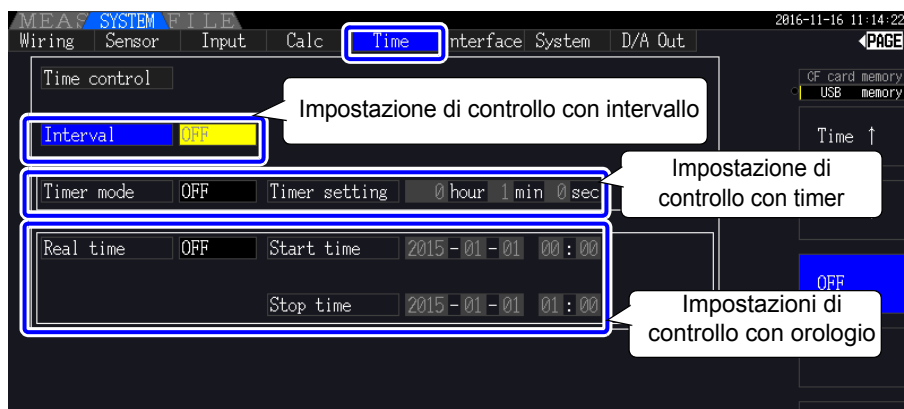 MEAS SYSTEM FILE 2016-11-16 11:14:22
Wiring Sensor Input Calc Time nterface System D/A Out PAGE
Time control
CF card memory
USB memory
Impostazione di controllo con intervallo
Interval OFF
Time ↑
Impostazione di
controllo con timer
Timer mode OFF Timer setting 0 hour 1 min 0 sec
Real time OFF Start time 2015-01-01 00:00
OFF
Stop time 2015-01-01 01:00
Impostazioni di
controllo con orologio